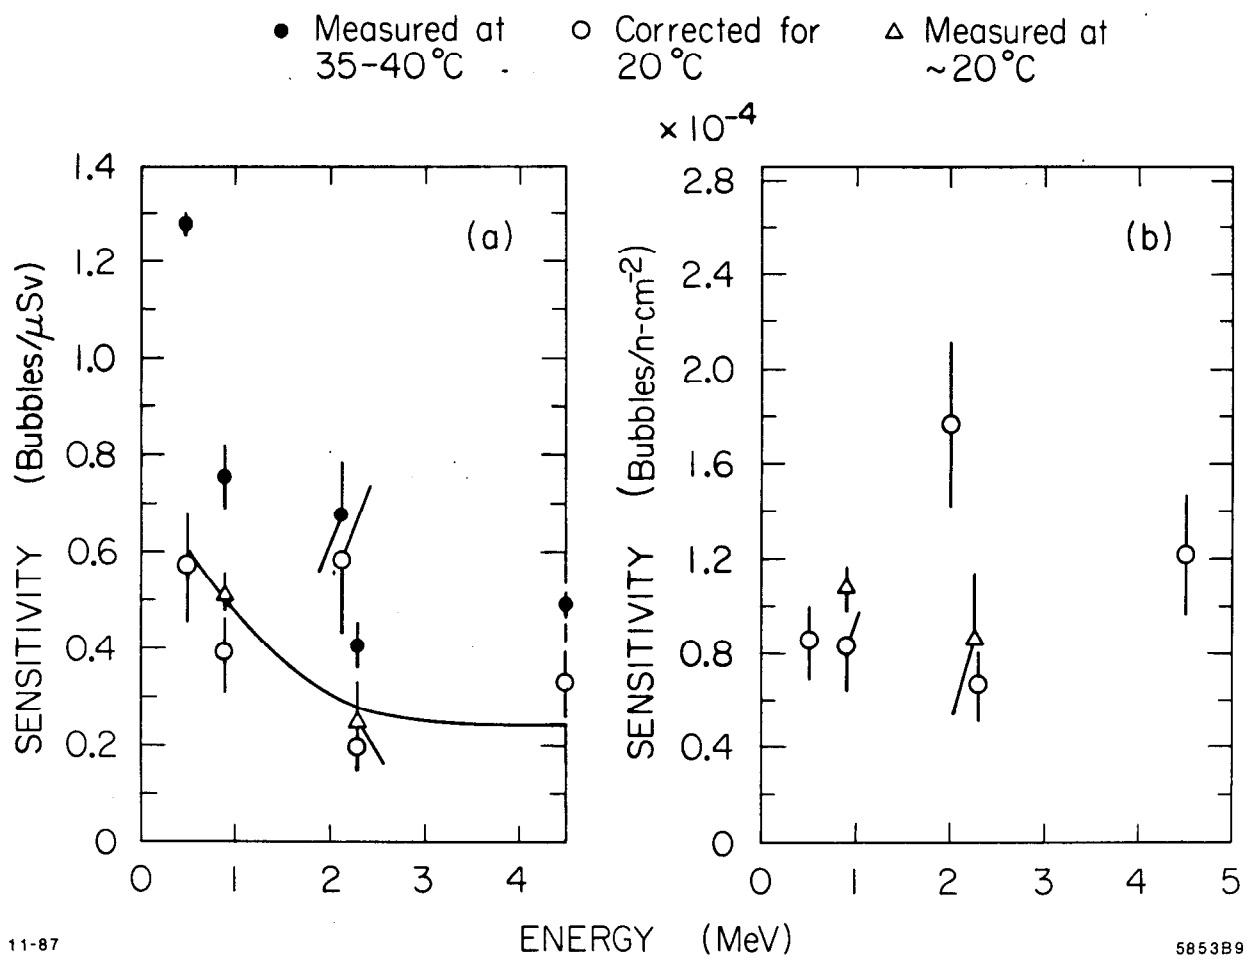 ● Measured at 35-40°C
○ Corrected for 20°C
△ Measured at ~20°C
× 10⁻⁴
(a)
SENSITIVITY (Bubbles/μSv)
1.4
1.2
1.0
0.8
0.6
0.4
0.2
0
0 1 2 3 4
(b)
SENSITIVITY (Bubbles/n-cm⁻²)
2.8
2.4
2.0
1.6
1.2
0.8
0.4
0
0 1 2 3 4 5
ENERGY (MeV)
11-87
5853B9